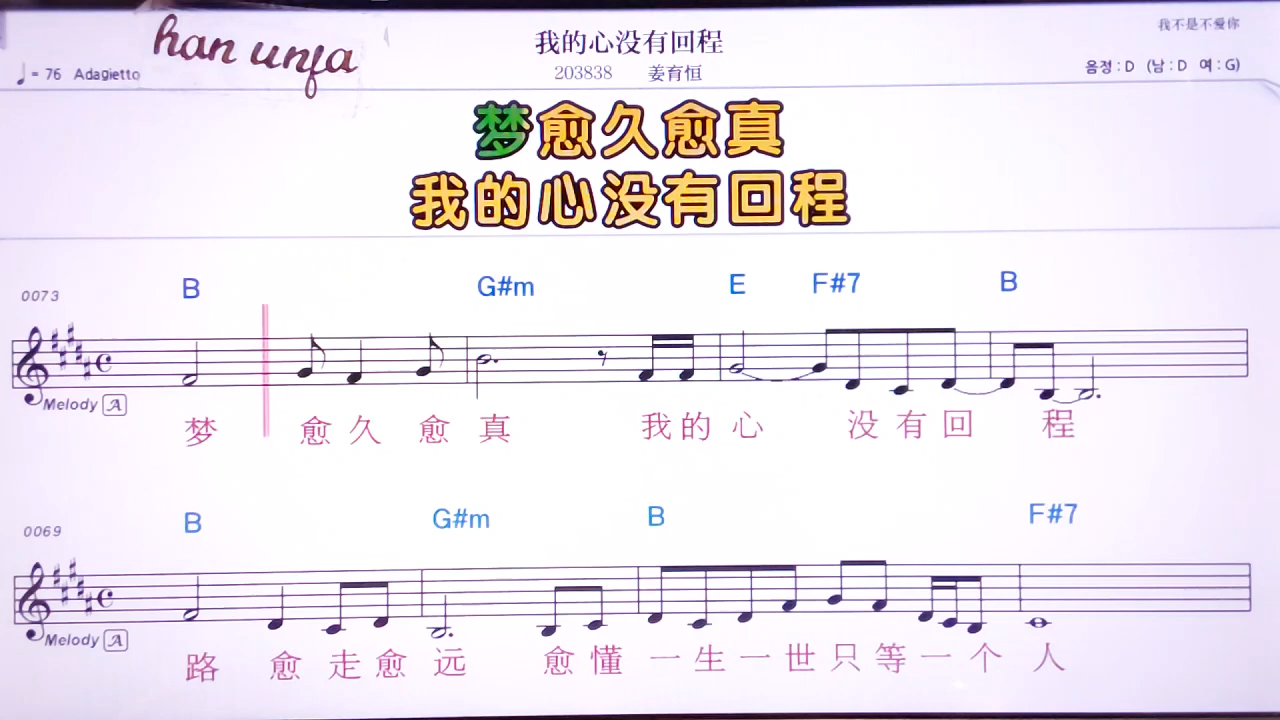 han unfa
我的心没有回程
我不是不爱你
♩= 76 Adagietto
203838 姜育恒
음정 : D (남 : D 여 : G)
梦愈久愈真
我的心没有回程
0073 B G#m E F#7 B
Melody A
梦 愈 久 愈 真 我 的 心 没 有 回 程
0069 B G#m B F#7
Melody A
路 愈 走 愈 远 愈 懂 一 生 一 世 只 等 一 个 人